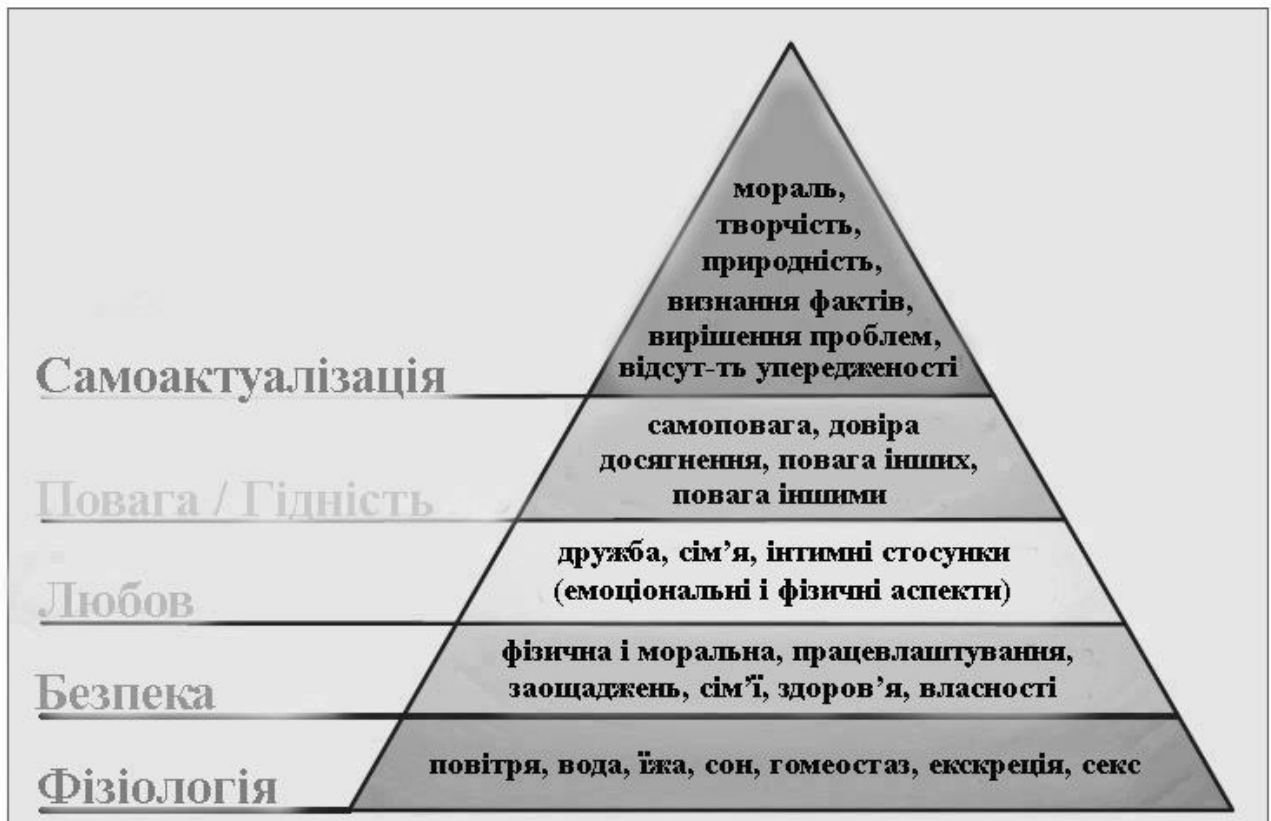 мораль,
творчість,
природність,
визнання фактів,
вирішення проблем,
відсут-ть упередженості
Самоактуалізація
самоповага, довіра
досягнення, повага інших,
повага іншими
Повага / Гідність
дружба, сім’я, інтимні стосунки
(емоціональні і фізичні аспекти)
Любов
фізична і моральна, працевлаштування,
заощаджень, сім’ї, здоров’я, власності
Безпека
повітря, вода, їжа, сон, гомеостаз, екскреція, секс
Фізіологія